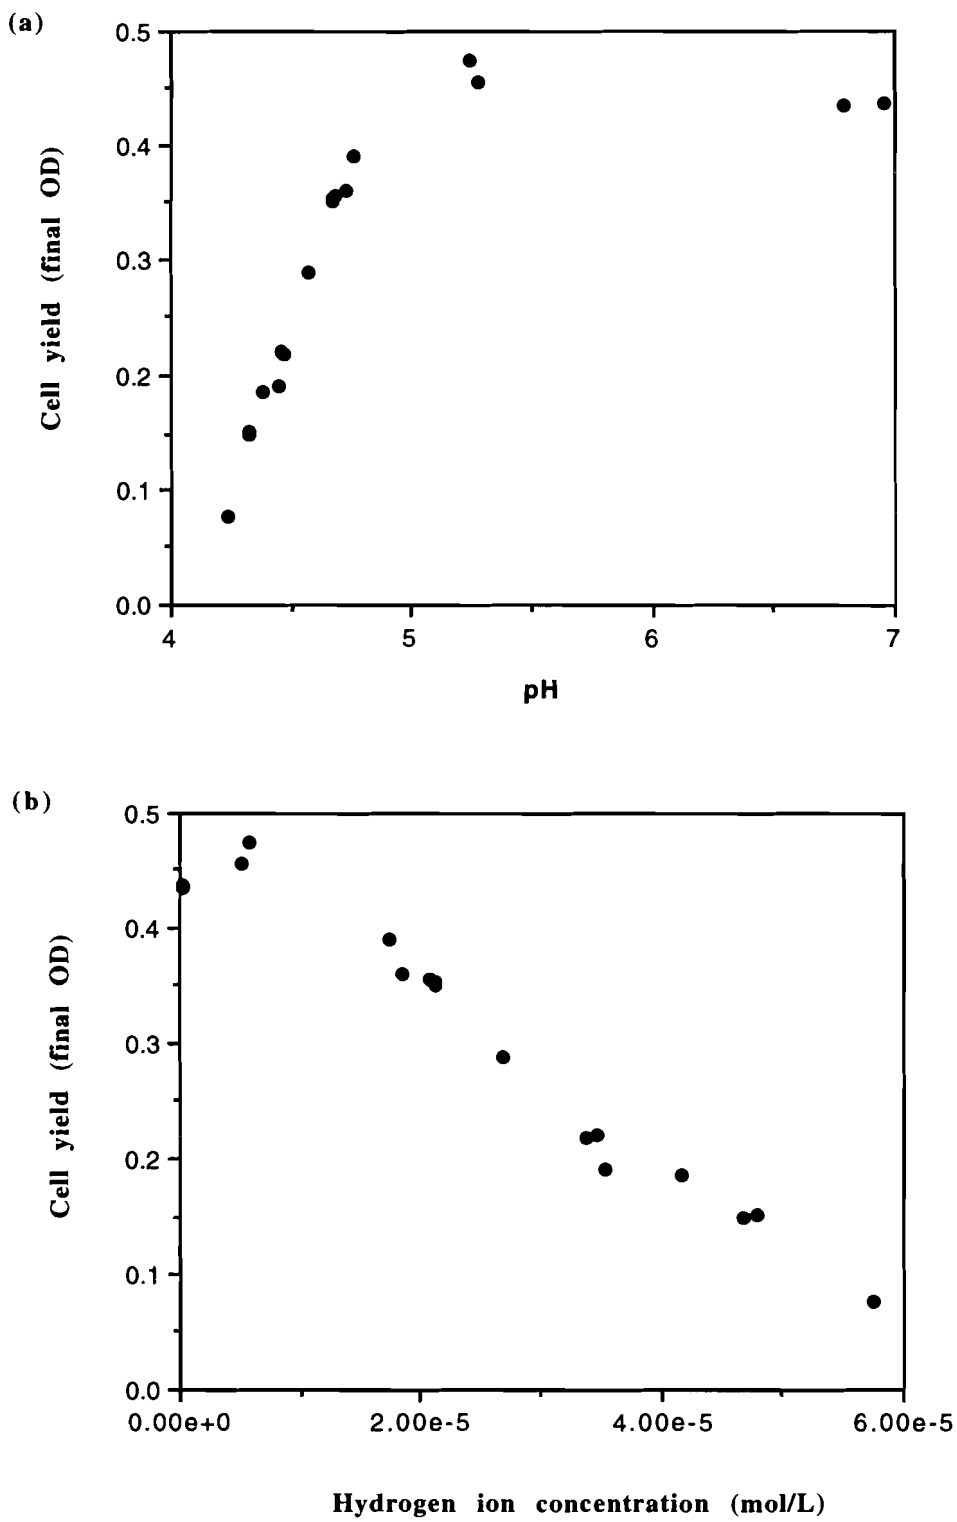 (a)
0.5
0.4
0.3
0.2
0.1
0.0
4 5 6 7
pH
Cell yield (final OD)
(b)
0.5
0.4
0.3
0.2
0.1
0.0
0.00e+0 2.00e-5 4.00e-5 6.00e-5
Hydrogen ion concentration (mol/L)
Cell yield (final OD)